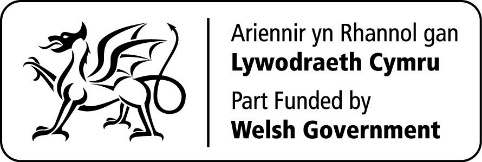 Ariennir yn Rhannol gan
Lywodraeth Cymru
Part Funded by
Welsh Government